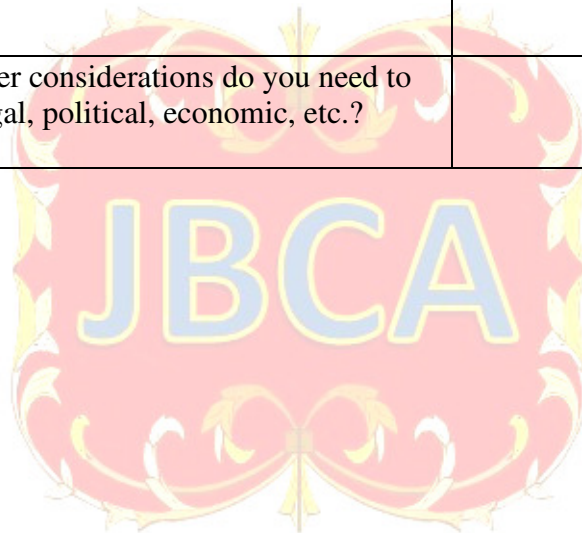 er considerations do you need to
gal, political, economic, etc.?
JBCA